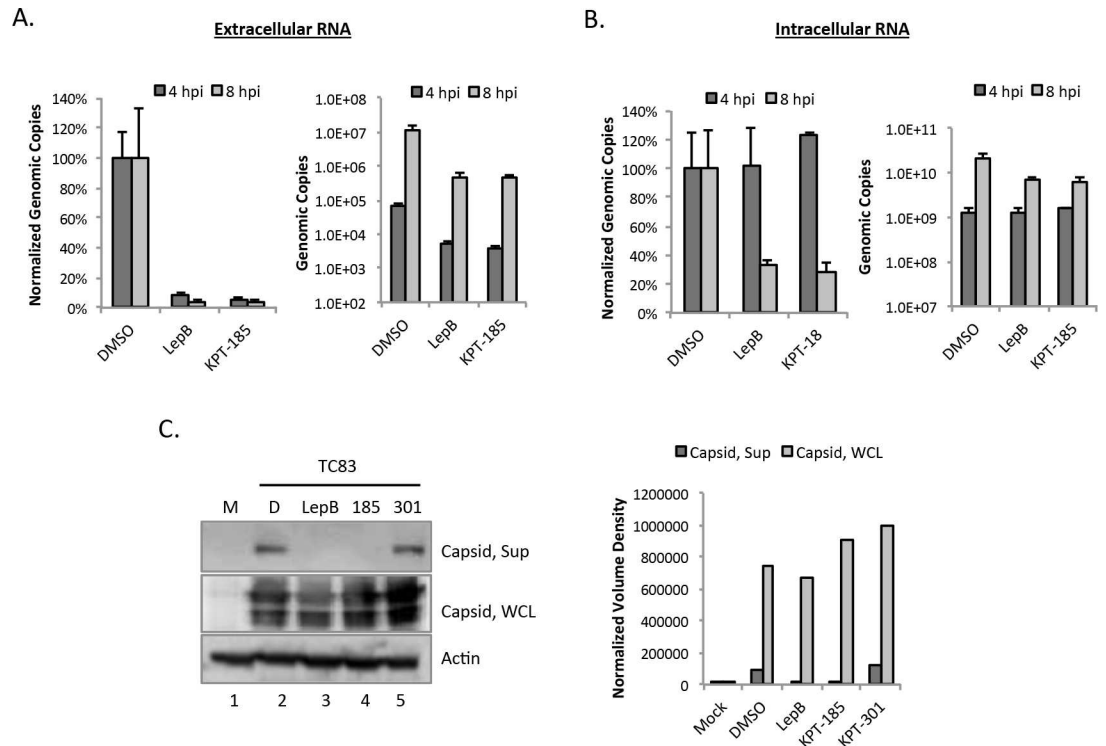 A.
Extracellular RNA
4 hpi 8 hpi
Normalized Genomic Copies
140%
120%
100%
80%
60%
40%
20%
0%
DMSO
LepB
KPT-185
4 hpi 8 hpi
Genomic Copies
1.0E+08
1.0E+07
1.0E+06
1.0E+05
1.0E+04
1.0E+03
1.0E+02
DMSO
LepB
KPT-185
B.
Intracellular RNA
4 hpi 8 hpi
Normalized Genomic Copies
140%
120%
100%
80%
60%
40%
20%
0%
DMSO
LepB
KPT-18
4 hpi 8 hpi
Genomic Copies
1.0E+11
1.0E+10
1.0E+09
1.0E+08
1.0E+07
DMSO
LepB
KPT-185
C.
TC83
M D LepB 185 301
Capsid, Sup
Capsid, WCL
Actin
1 2 3 4 5
Capsid, Sup Capsid, WCL
Normalized Volume Density
1200000
1000000
800000
600000
400000
200000
0
Mock
DMSO
LepB
KPT-185
KPT-301